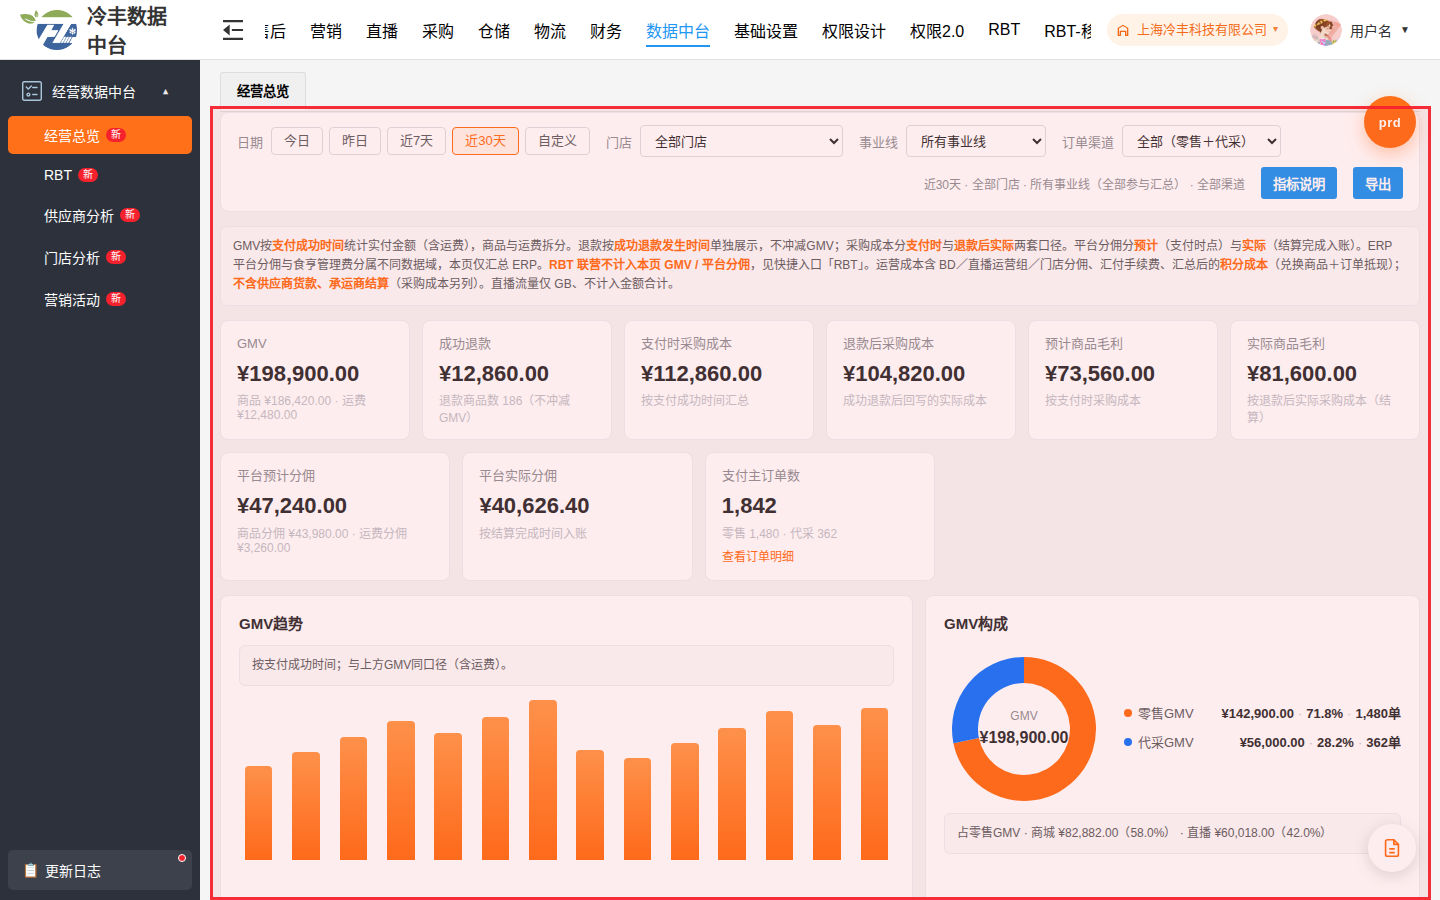 冷丰数据中台
售后 营销 直播 采购 仓储 物流 财务 数据中台 基础设置 权限设计 权限2.0 RBT RBT-移
上海冷丰科技有限公司
用户名
经营数据中台
经营总览 新
RBT 新
供应商分析 新
门店分析 新
营销活动 新
更新日志
经营总览
prd
日期 今日 昨日 近7天 近30天 自定义 门店 全部门店 事业线 所有事业线 订单渠道 全部（零售＋代采）
近30天 · 全部门店 · 所有事业线（全部参与汇总） · 全部渠道 指标说明 导出
GMV按支付成功时间统计实付金额（含运费），商品与运费拆分。退款按成功退款发生时间单独展示，不冲减GMV；采购成本分支付时与退款后实际两套口径。平台分佣分预计（支付时点）与实际（结算完成入账）。ERP
平台分佣与食亨管理费分属不同数据域，本页仅汇总 ERP。RBT 联营不计入本页 GMV / 平台分佣，见快捷入口「RBT」。运营成本含 BD／直播运营组／门店分佣、汇付手续费、汇总后的积分成本（兑换商品＋订单抵现）；
不含供应商货款、承运商结算（采购成本另列）。直播流量仅 GB、不计入金额合计。
GMV
¥198,900.00
商品 ¥186,420.00 · 运费
¥12,480.00
成功退款
¥12,860.00
退款商品数 186（不冲减
GMV）
支付时采购成本
¥112,860.00
按支付成功时间汇总
退款后采购成本
¥104,820.00
成功退款后回写的实际成本
预计商品毛利
¥73,560.00
按支付时采购成本
实际商品毛利
¥81,600.00
按退款后实际采购成本（结
算）
平台预计分佣
¥47,240.00
商品分佣 ¥43,980.00 · 运费分佣
¥3,260.00
平台实际分佣
¥40,626.40
按结算完成时间入账
支付主订单数
1,842
零售 1,480 · 代采 362
查看订单明细
GMV趋势
按支付成功时间；与上方GMV同口径（含运费）。
GMV构成
GMV
¥198,900.00
零售GMV ¥142,900.00 · 71.8% · 1,480单
代采GMV ¥56,000.00 · 28.2% · 362单
占零售GMV · 商城 ¥82,882.00（58.0%） · 直播 ¥60,018.00（42.0%）